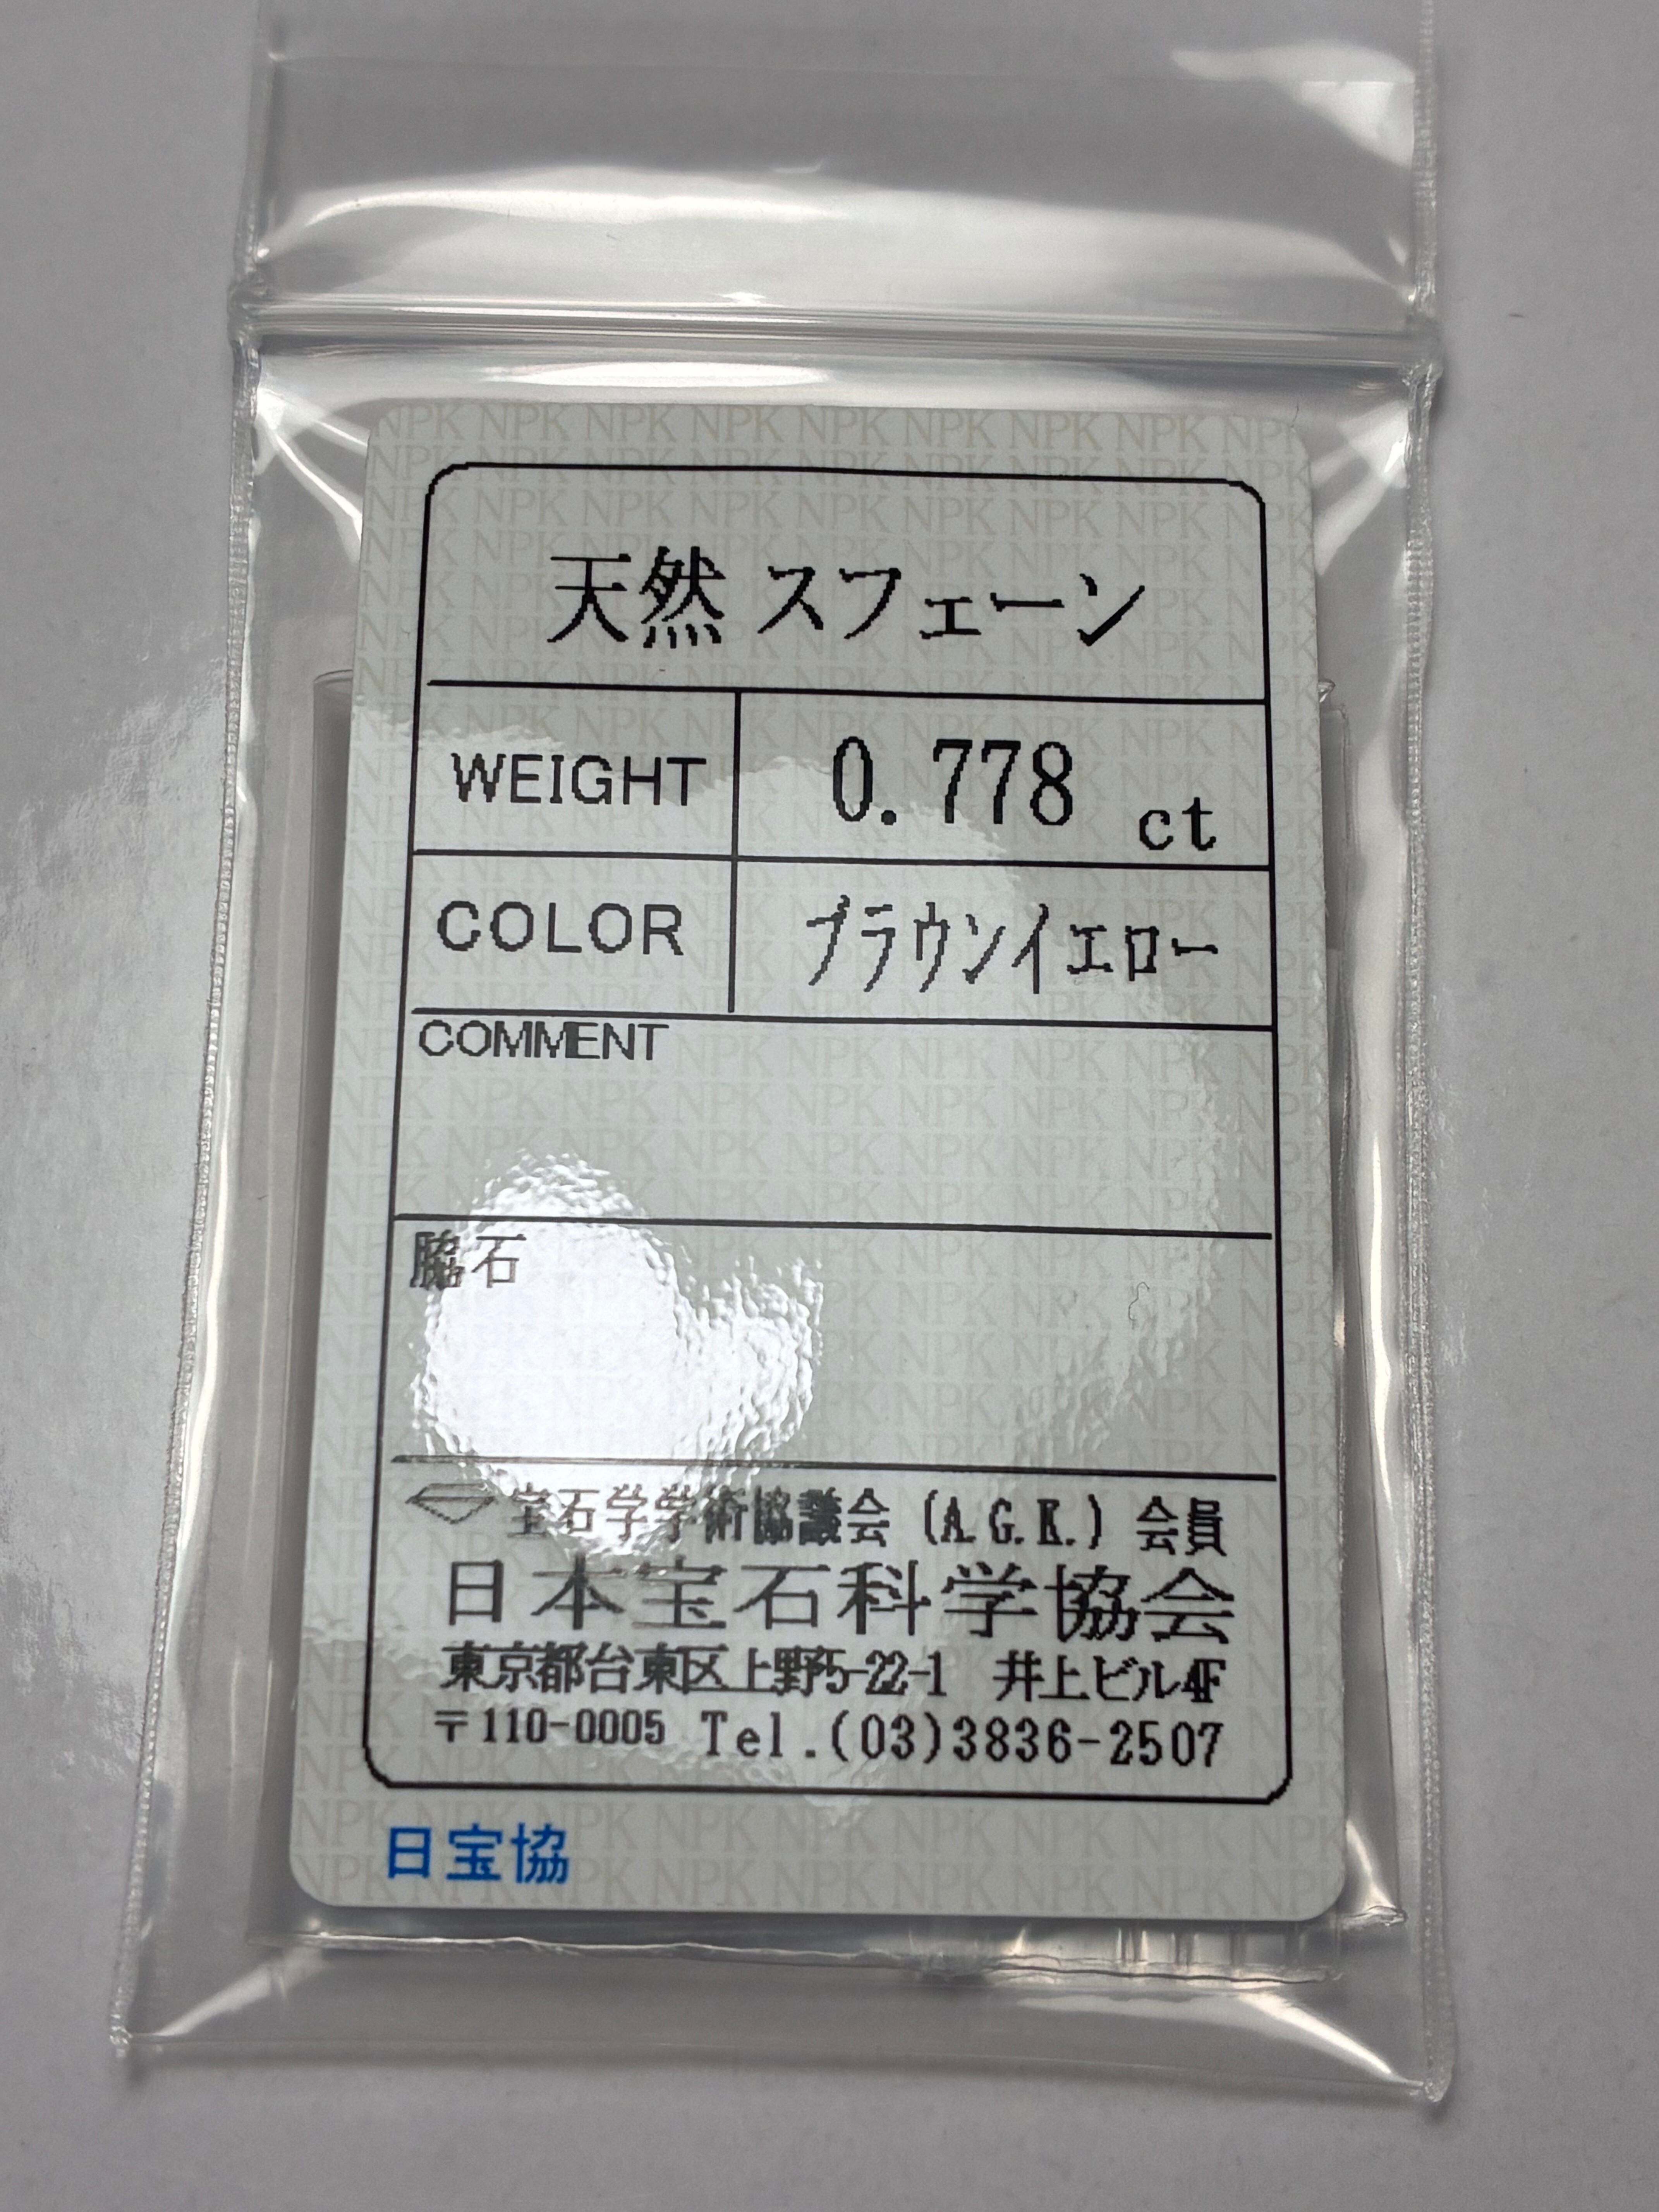 天然 スフェーン
WEIGHT 0.778 ct
COLOR ブラウンイエロー
COMMENT
脇石
宝石学学術協議会 (A.G.K.) 会員
日本宝石科学協会
東京都台東区上野5-22-1 井上ビル4F
〒110-0005 Tel.(03)3836-2507
日宝協